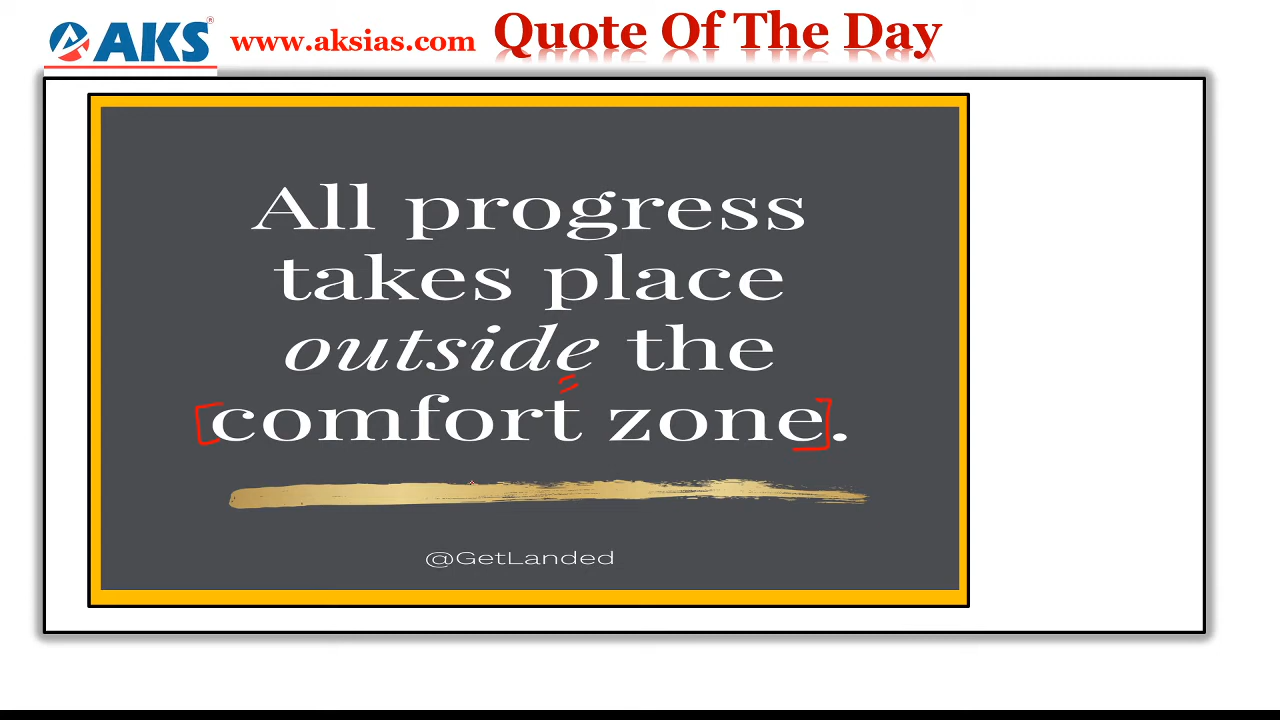 AKS®
www.aksias.com
Quote Of The Day
All progress
takes place
outside the
comfort zone.
@GetLanded